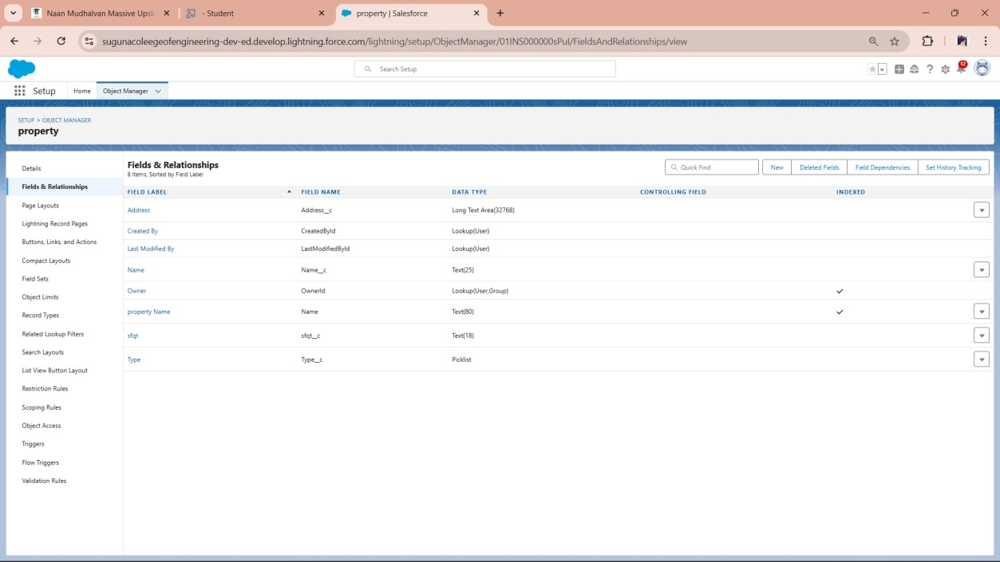 Naan Mudhalvan Massive Upsk
- Student
property | Salesforce
sugunacoleegeofengineering-dev-ed.develop.lightning.force.com/lightning/setup/ObjectManager/01INS000000sPuI/FieldsAndRelationships/view
Search Setup
12
Setup
Home
Object Manager
SETUP > OBJECT MANAGER
property
Details
Fields & Relationships
Page Layouts
Lightning Record Pages
Buttons, Links, and Actions
Compact Layouts
Field Sets
Object Limits
Record Types
Related Lookup Filters
Search Layouts
List View Button Layout
Restriction Rules
Scoping Rules
Object Access
Triggers
Flow Triggers
Validation Rules
Fields & Relationships
8 Items, Sorted by Field Label
Quick Find
New
Deleted Fields
Field Dependencies
Set History Tracking
FIELD LABEL FIELD NAME DATA TYPE CONTROLLING FIELD INDEXED
Address Address__c Long Text Area(32768)
Created By CreatedById Lookup(User)
Last Modified By LastModifiedById Lookup(User)
Name Name__c Text(25)
Owner OwnerId Lookup(User,Group)
property Name Name Text(80)
sfqt sfqt__c Text(18)
Type Type__c Picklist